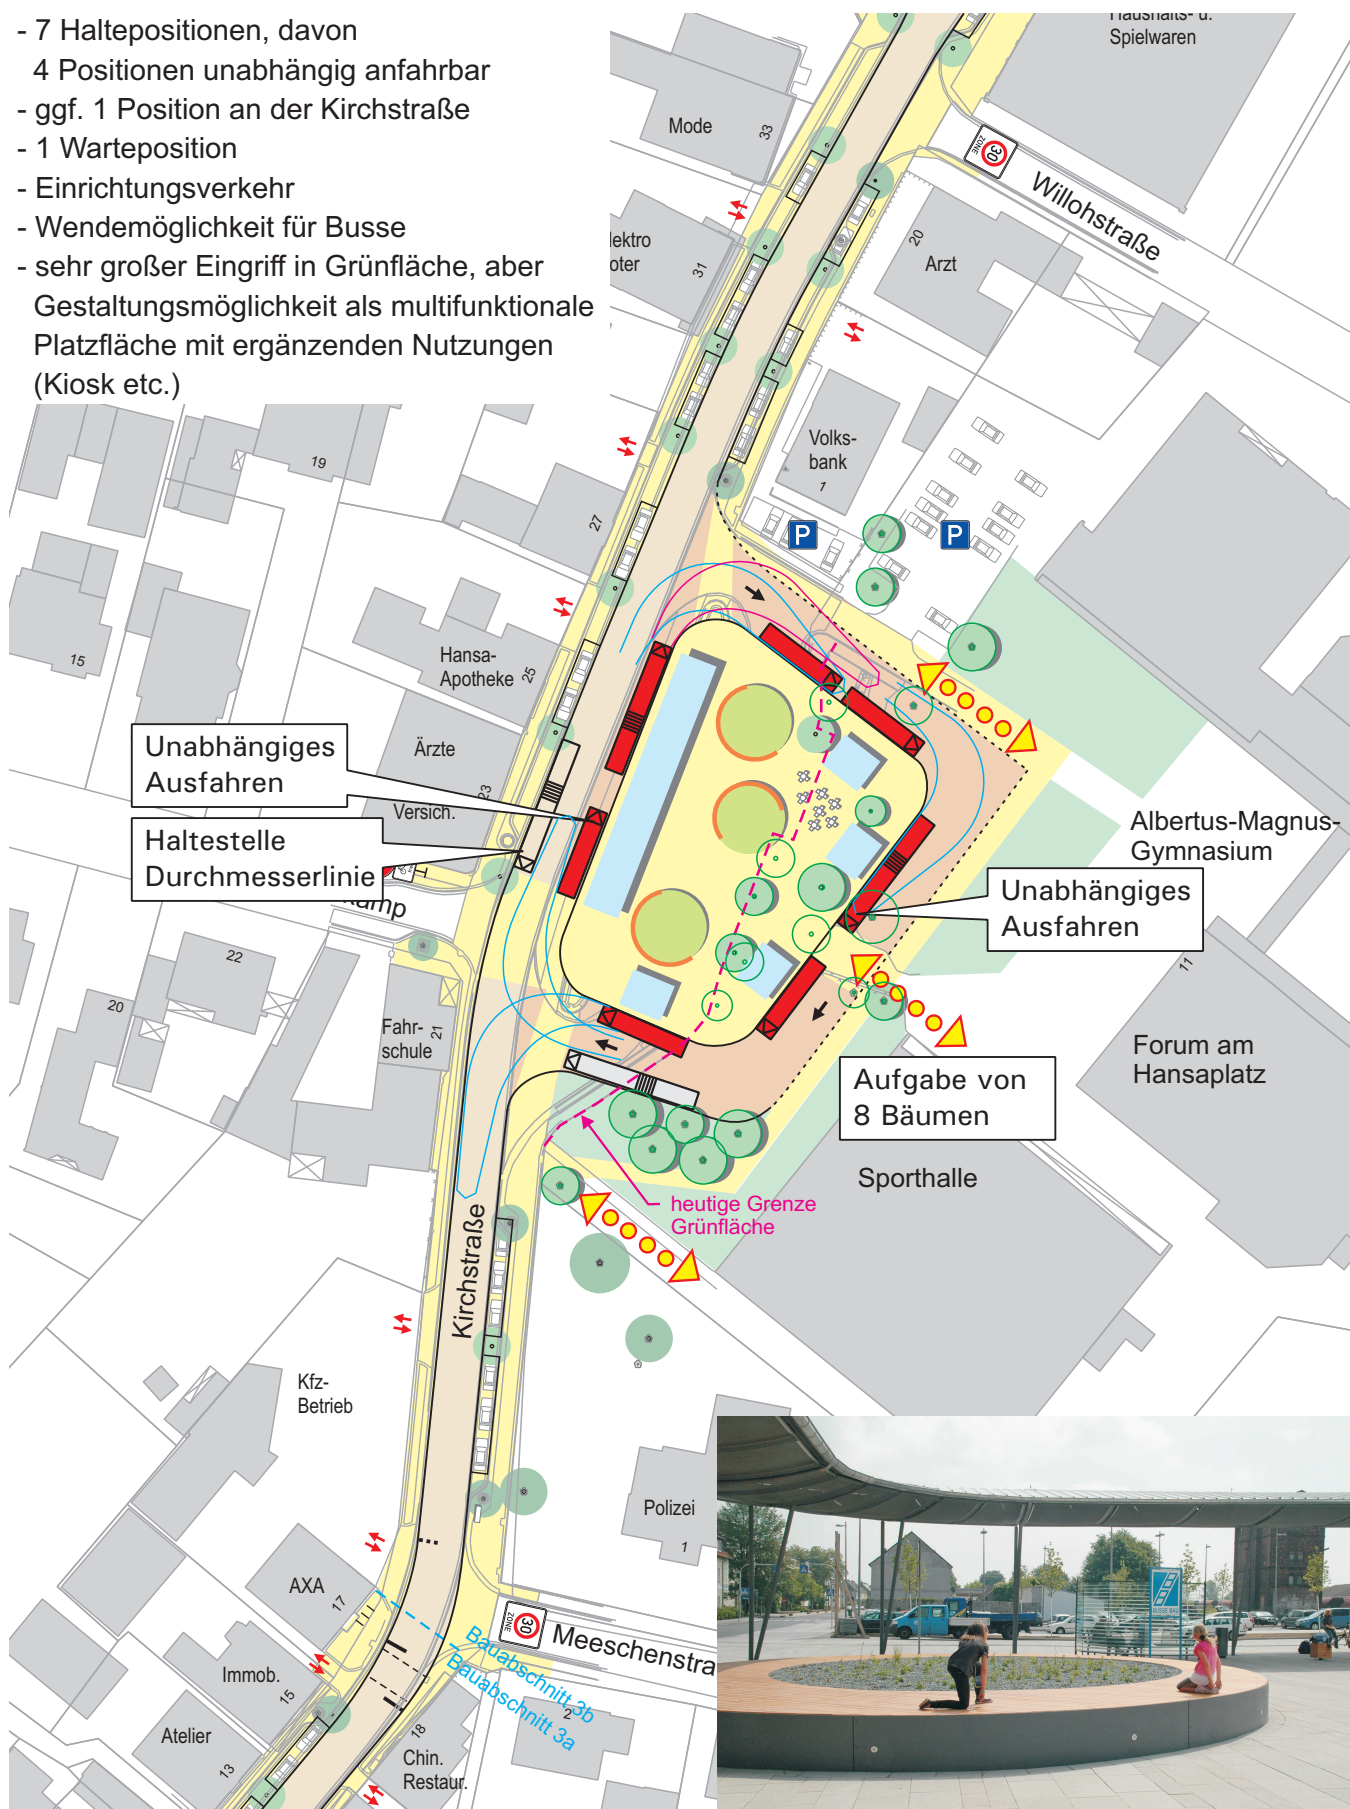 - 7 Haltepositionen, davon
4 Positionen unabhängig anfahrbar
- ggf. 1 Position an der Kirchstraße
- 1 Warteposition
- Einrichtungsverkehr
- Wendemöglichkeit für Busse
- sehr großer Eingriff in Grünfläche, aber
Gestaltungsmöglichkeit als multifunktionale
Platzfläche mit ergänzenden Nutzungen
(Kiosk etc.)
Haushalts- u.
Spielwaren
Mode
33
30
ZONE
Willohstraße
20
Arzt
lektro
oter
31
Volks-
bank
1
19
27
P
P
15
Hansa-
Apotheke
25
Unabhängiges
Ausfahren
Ärzte
23
Versich.
Haltestelle
Durchmesserlinie
kamp
Albertus-Magnus-
Gymnasium
Unabhängiges
Ausfahren
22
20
11
Fahr-
schule
21
Forum am
Hansaplatz
Aufgabe von
8 Bäumen
Sporthalle
heutige Grenze
Grünfläche
Kirchstraße
Kfz-
Betrieb
Polizei
1
AXA
17
30
ZONE
Meeschenstra
Bauabschnitt 3b
Bauabschnitt 3a
2
Immob.
15
Atelier
13
18
Chin.
Restaur.